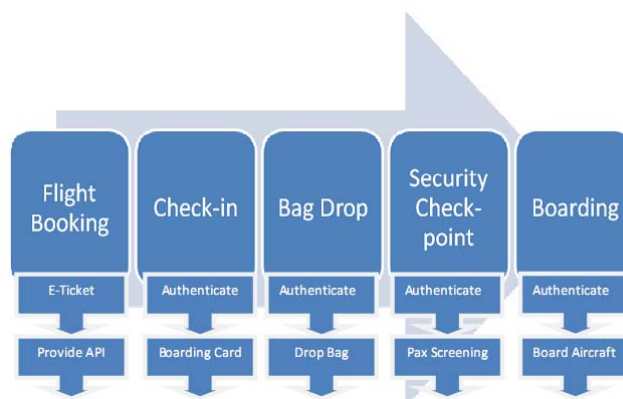 Flight
Booking
Check-in
Bag Drop
Security
Check-
point
Boarding
E-Ticket
Authenticate
Authenticate
Authenticate
Authenticate
Provide API
Boarding Card
Drop Bag
Pax Screening
Board Aircraft